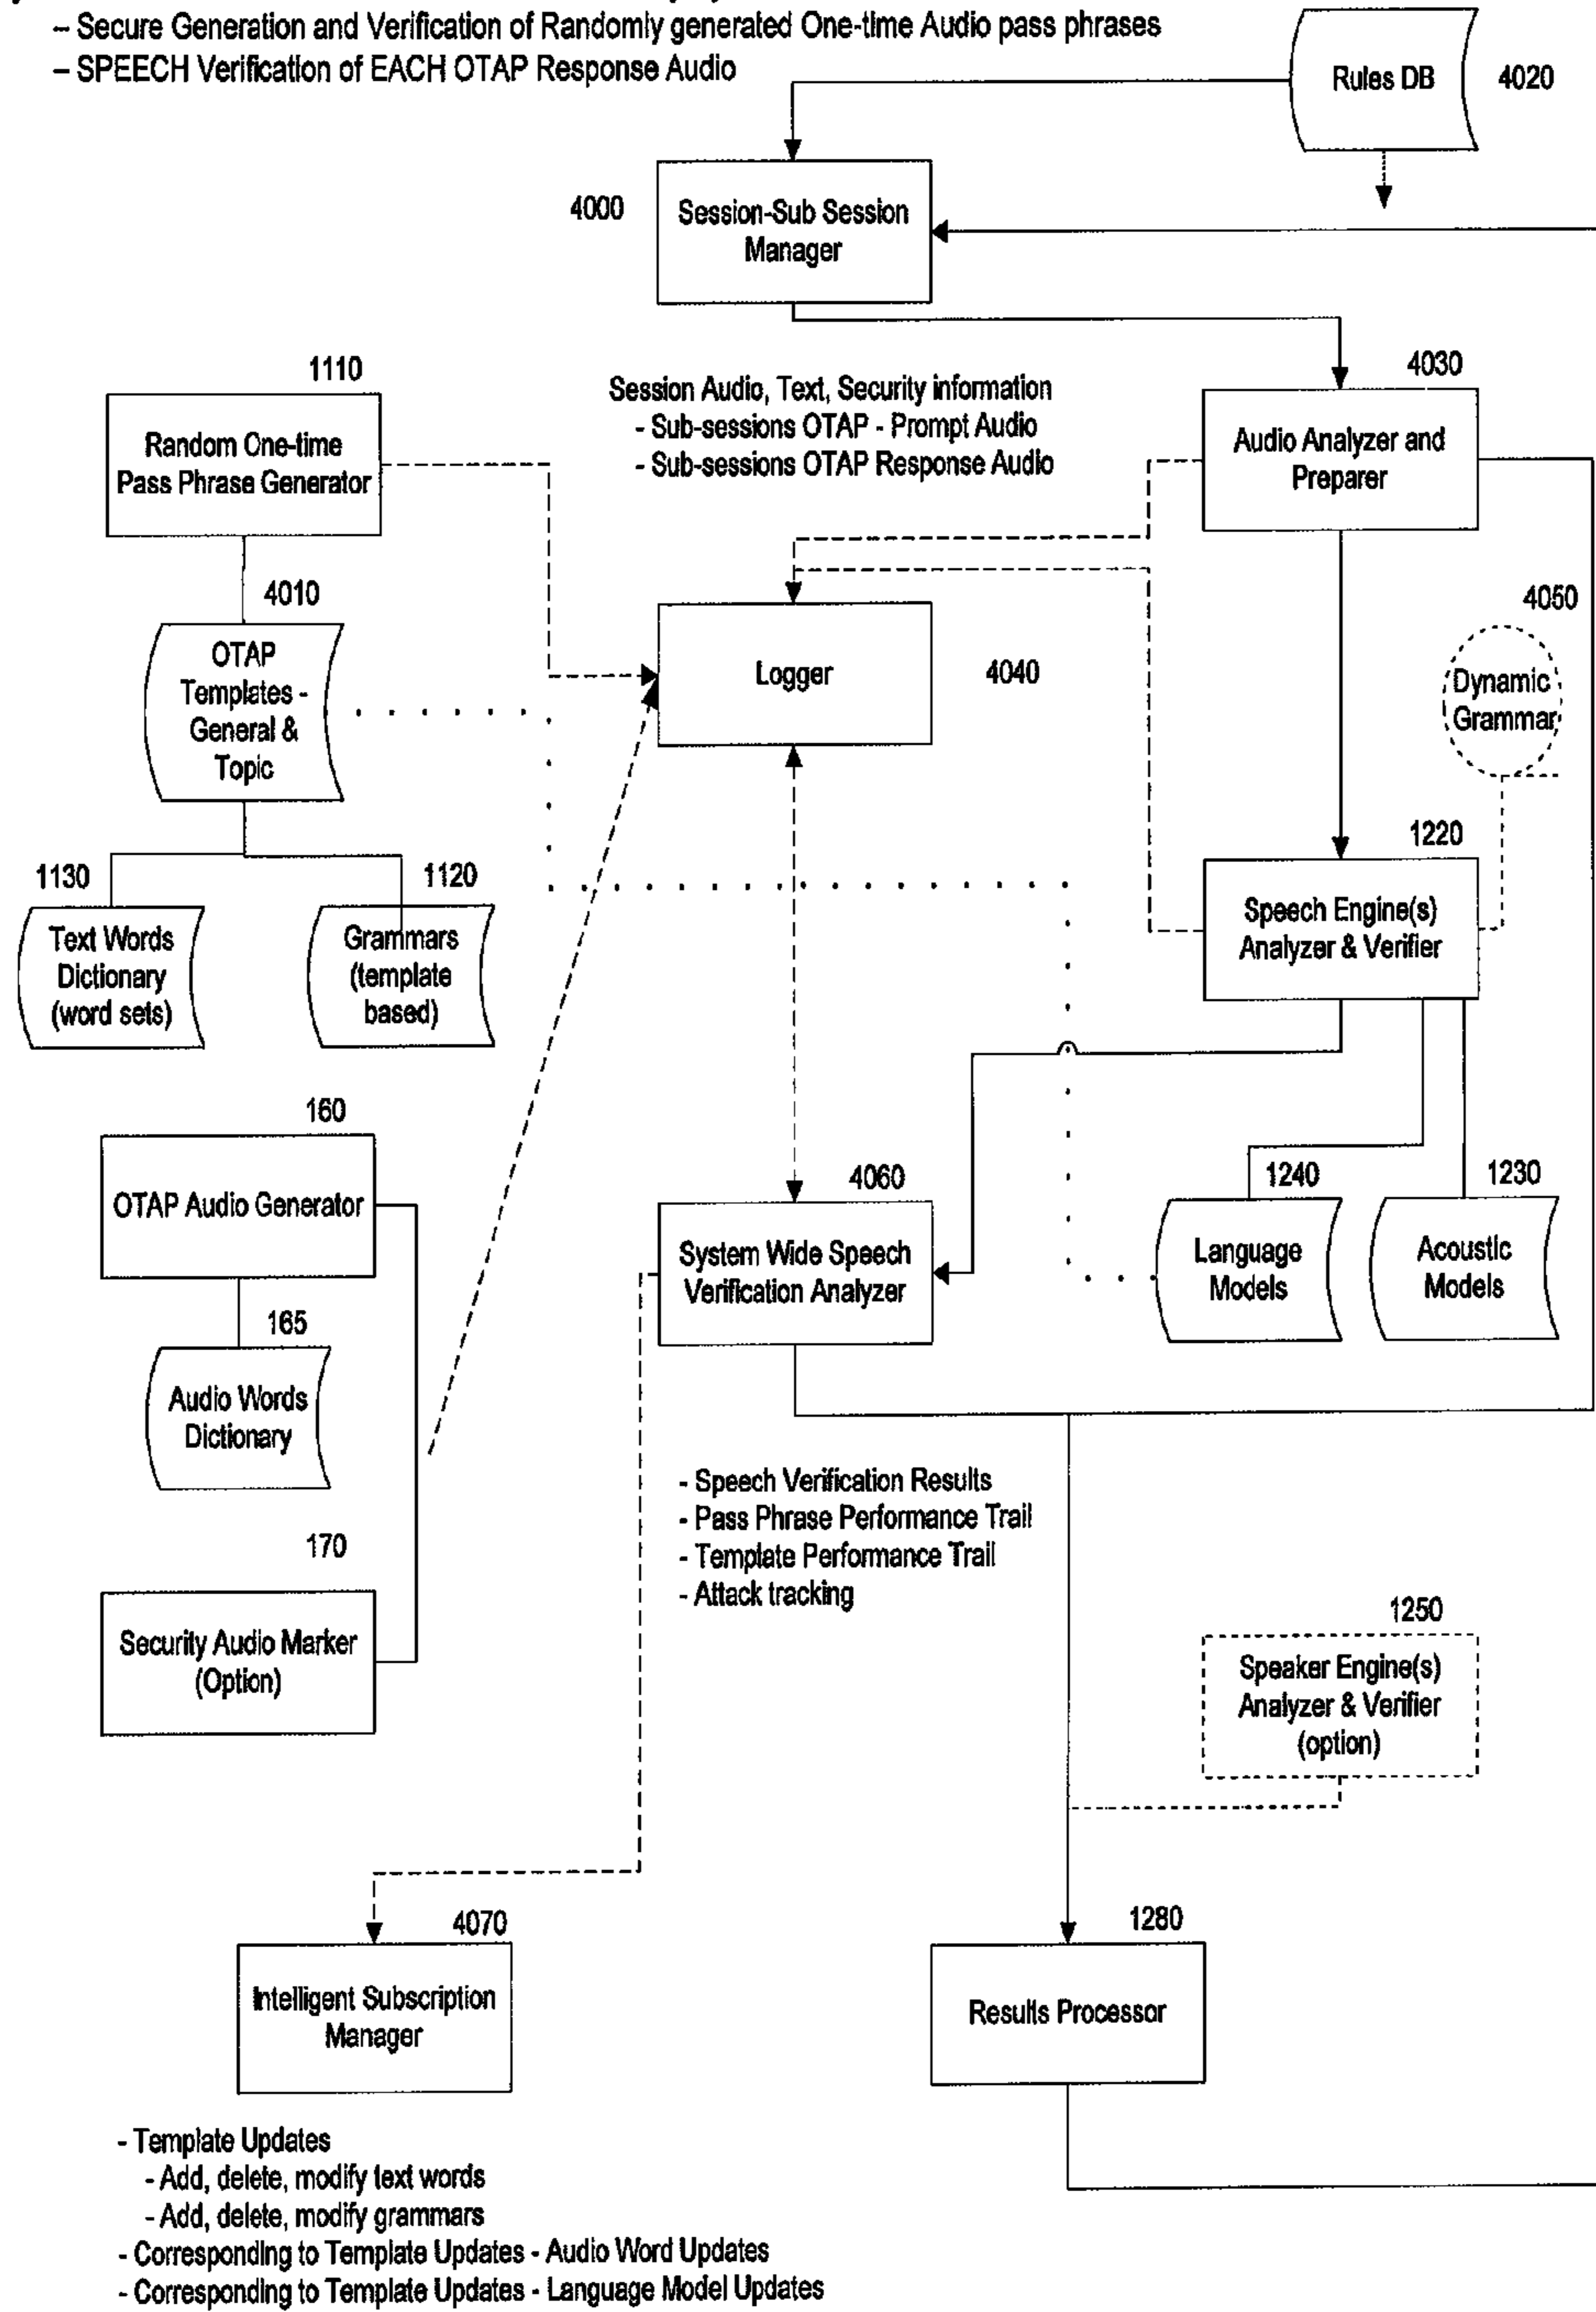 – Secure Generation and Verification of Randomly generated One-time Audio pass phrases
– SPEECH Verification of EACH OTAP Response Audio
Rules DB
4020
4000
Session-Sub Session
Manager
1110
Random One-time
Pass Phrase Generator
Session Audio, Text, Security information
- Sub-sessions OTAP - Prompt Audio
- Sub-sessions OTAP Response Audio
4030
Audio Analyzer and
Preparer
4010
OTAP
Templates -
General &
Topic
Logger
4040
4050
Dynamic
Grammar
1130
Text Words
Dictionary
(word sets)
1120
Grammars
(template
based)
1220
Speech Engine(s)
Analyzer & Verifier
160
OTAP Audio Generator
165
Audio Words
Dictionary
4060
System Wide Speech
Verification Analyzer
1240
Language
Models
1230
Acoustic
Models
170
Security Audio Marker
(Option)
- Speech Verification Results
- Pass Phrase Performance Trail
- Template Performance Trail
- Attack tracking
1250
Speaker Engine(s)
Analyzer & Verifier
(option)
4070
Intelligent Subscription
Manager
1280
Results Processor
- Template Updates
- Add, delete, modify text words
- Add, delete, modify grammars
- Corresponding to Template Updates - Audio Word Updates
- Corresponding to Template Updates - Language Model Updates